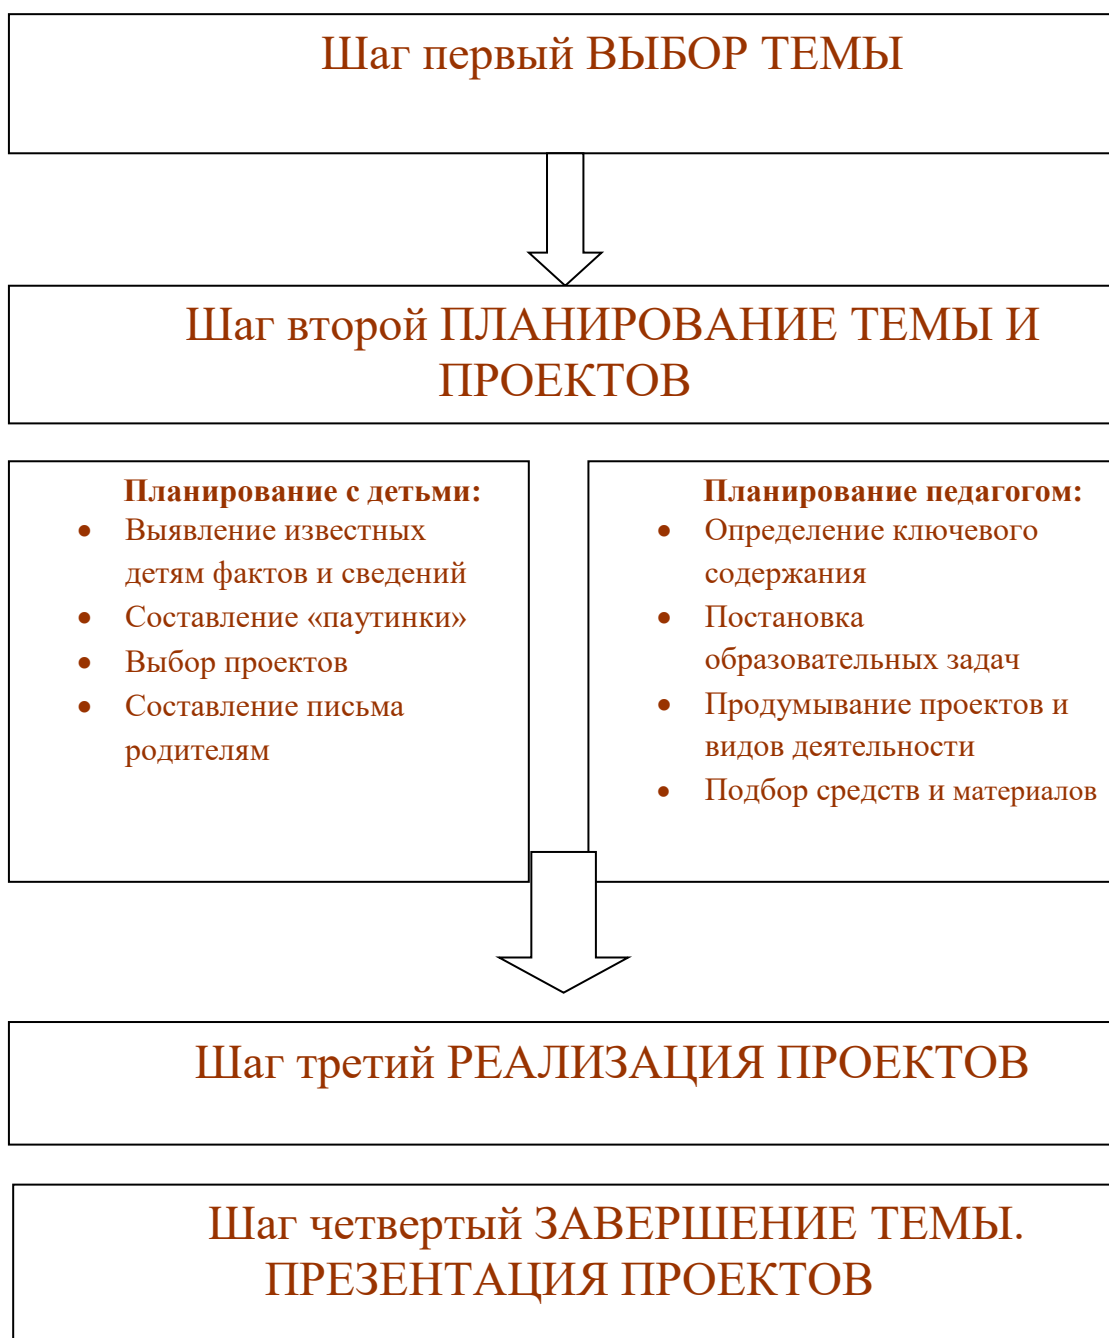 Шаг первый ВЫБОР ТЕМЫ
Шаг второй ПЛАНИРОВАНИЕ ТЕМЫ И
ПРОЕКТОВ
Планирование с детьми:
• Выявление известных
детям фактов и сведений
• Составление «паутинки»
• Выбор проектов
• Составление письма
родителям
Планирование педагогом:
• Определение ключевого
содержания
• Постановка
образовательных задач
• Продумывание проектов и
видов деятельности
• Подбор средств и материалов
Шаг третий РЕАЛИЗАЦИЯ ПРОЕКТОВ
Шаг четвертый ЗАВЕРШЕНИЕ ТЕМЫ.
ПРЕЗЕНТАЦИЯ ПРОЕКТОВ